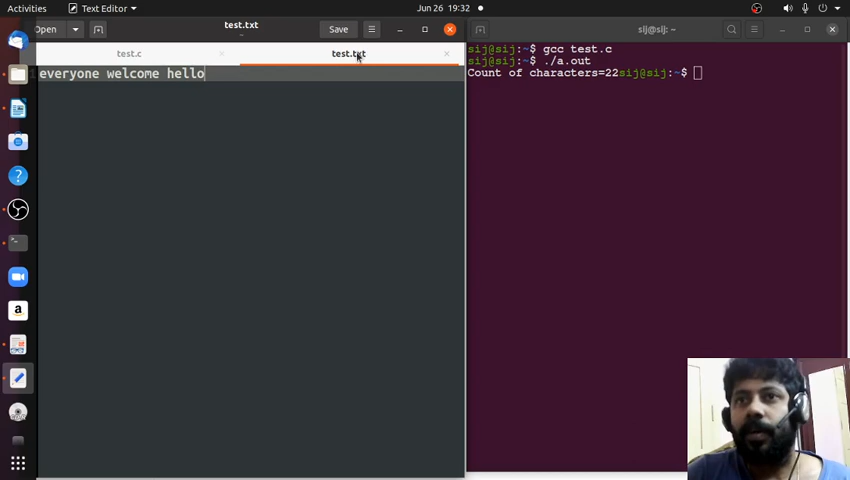 Activities Text Editor Jun 26 19:32
Open test.txt Save sij@sij: ~
test.c test.txt
1 everyone welcome hello
sij@sij:~$ gcc test.c
sij@sij:~$ ./a.out
Count of characters=22sij@sij:~$